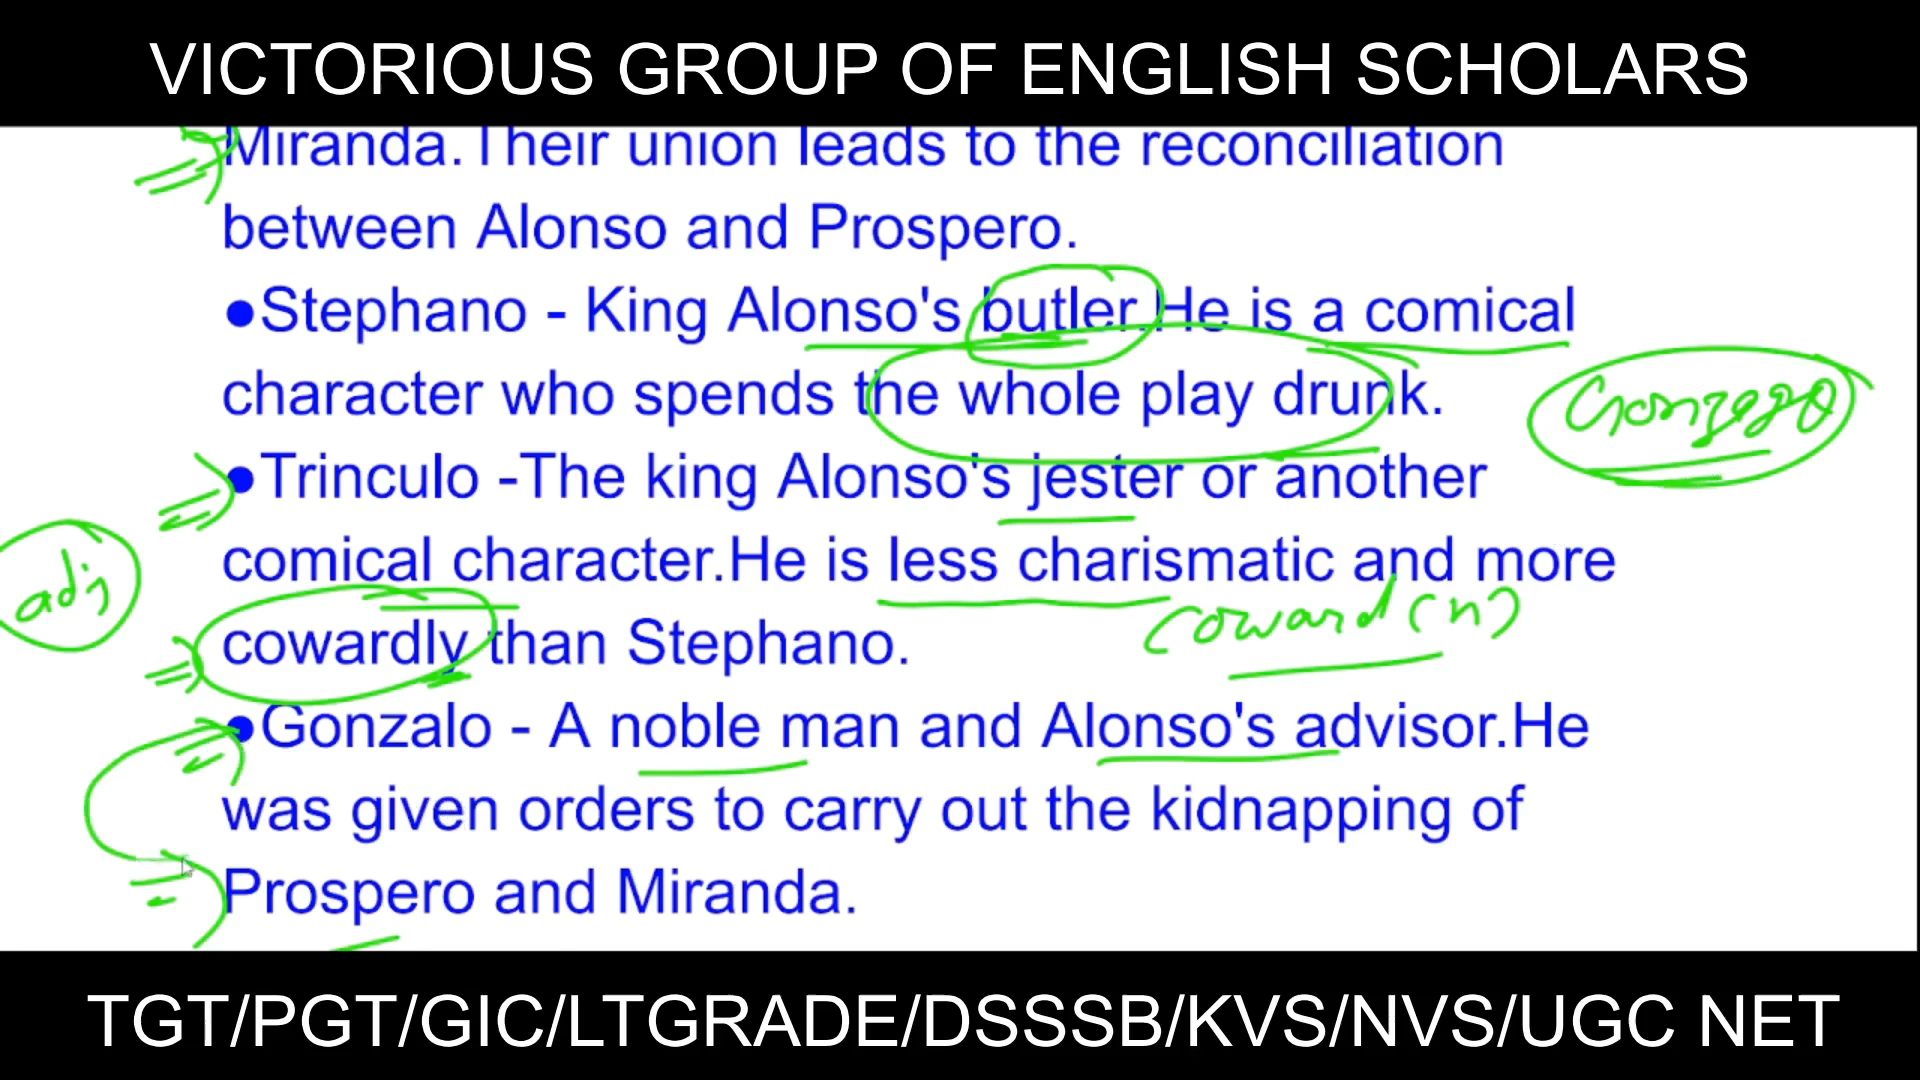 VICTORIOUS GROUP OF ENGLISH SCHOLARS
Miranda.Their union leads to the reconciliation
between Alonso and Prospero.
●Stephano - King Alonso's butler.He is a comical
character who spends the whole play drunk.
Gonzago
●Trinculo -The king Alonso's jester or another
comical character.He is less charismatic and more
adj
coward (n)
cowardly than Stephano.
●Gonzalo - A noble man and Alonso's advisor.He
was given orders to carry out the kidnapping of
Prospero and Miranda.
TGT/PGT/GIC/LTGRADE/DSSSB/KVS/NVS/UGC NET